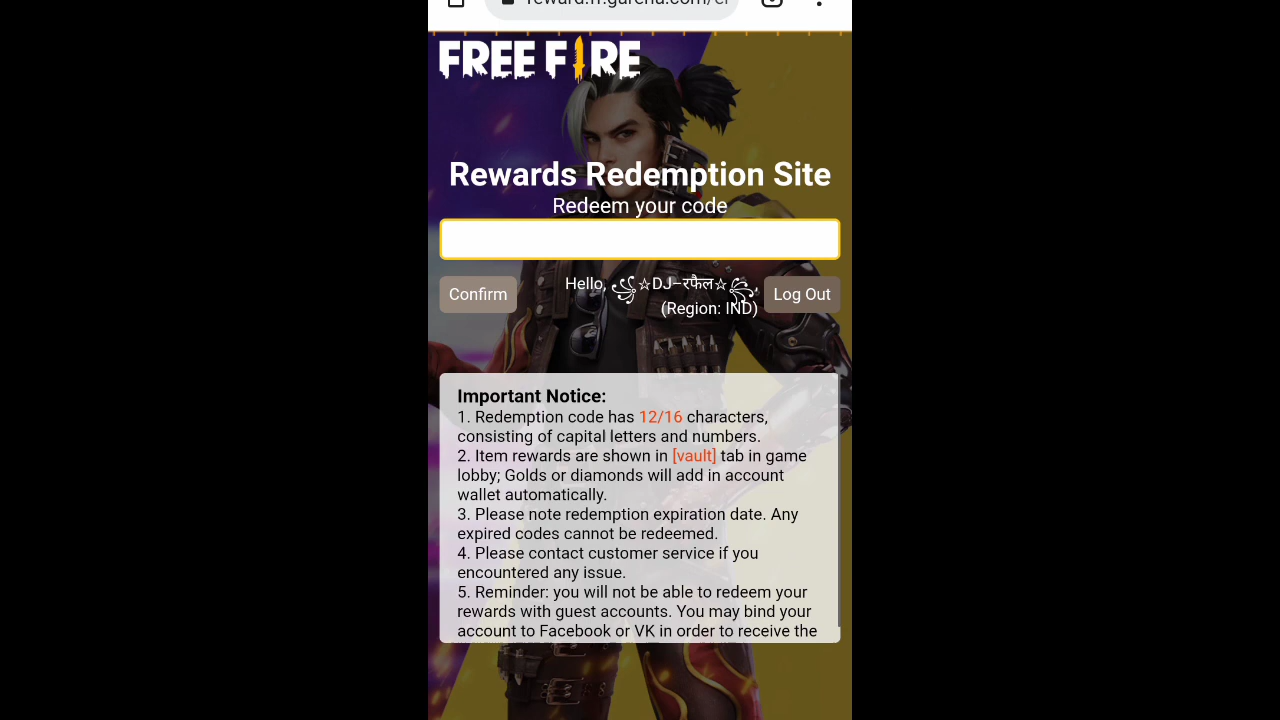 FREE FIRE
Rewards Redemption Site
Redeem your code
Confirm
Hello, ꧁☆DJ–रफैल☆꧂,
(Region: IND)
Log Out
Important Notice:
1. Redemption code has 12/16 characters,
consisting of capital letters and numbers.
2. Item rewards are shown in [vault] tab in game
lobby; Golds or diamonds will add in account
wallet automatically.
3. Please note redemption expiration date. Any
expired codes cannot be redeemed.
4. Please contact customer service if you
encountered any issue.
5. Reminder: you will not be able to redeem your
rewards with guest accounts. You may bind your
account to Facebook or VK in order to receive the